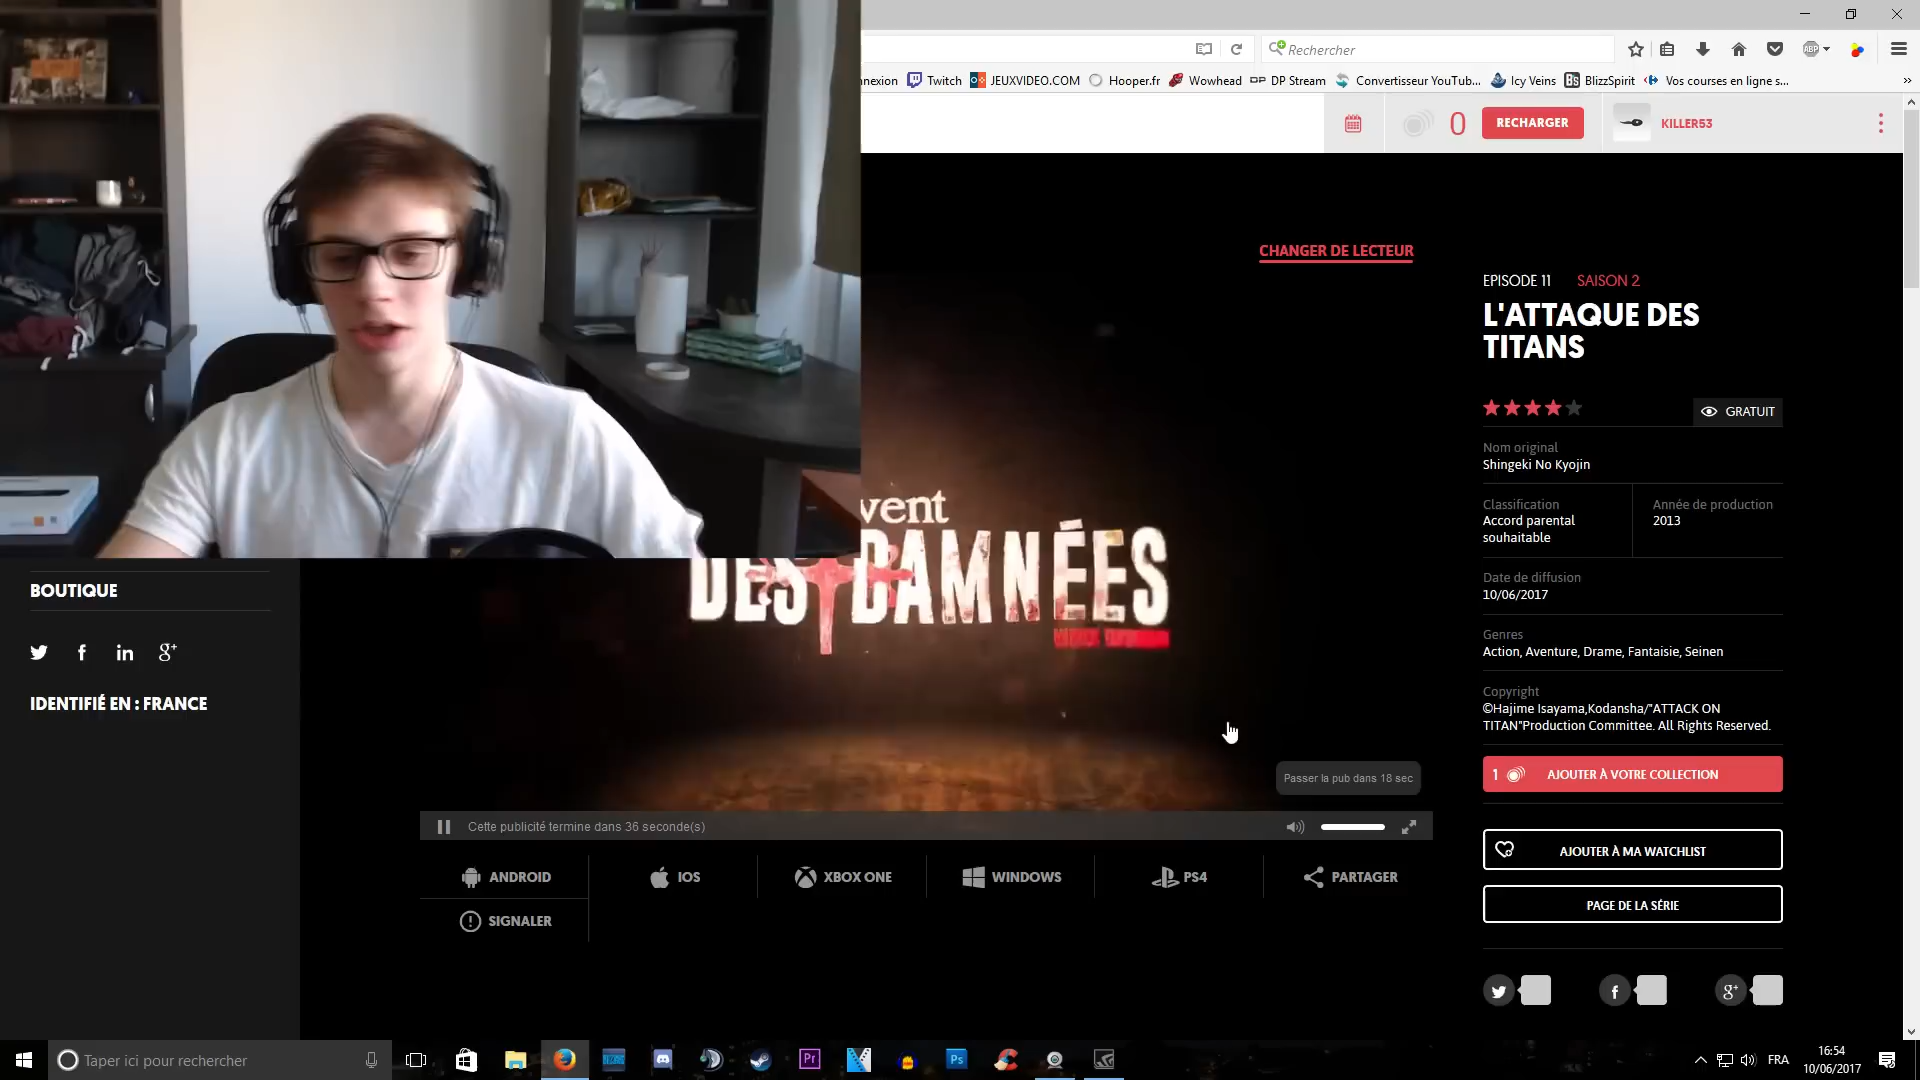 Rechercher
nnexion
Twitch
JEUXVIDEO.COM
Hooper.fr
Wowhead
DP Stream
Convertisseur YouTub...
Icy Veins
BlizzSpirit
Vos courses en ligne s...
0
RECHARGER
KILLER53
CHANGER DE LECTEUR
EPISODE 11 SAISON 2
L'ATTAQUE DES
TITANS
GRATUIT
Nom original
Shingeki No Kyojin
Classification
Accord parental
souhaitable
Année de production
2013
Date de diffusion
10/06/2017
Genres
Action, Aventure, Drame, Fantaisie, Seinen
Copyright
©Hajime Isayama,Kodansha/"ATTACK ON
TITAN"Production Committee. All Rights Reserved.
1 AJOUTER À VOTRE COLLECTION
AJOUTER À MA WATCHLIST
PAGE DE LA SÉRIE
vent
DES DAMNÉES
BOUTIQUE
IDENTIFIÉ EN : FRANCE
Passer la pub dans 18 sec
Cette publicité termine dans 36 seconde(s)
ANDROID
IOS
XBOX ONE
WINDOWS
PS4
PARTAGER
SIGNALER
Taper ici pour rechercher
Pr
Ps
FRA
16:54
10/06/2017